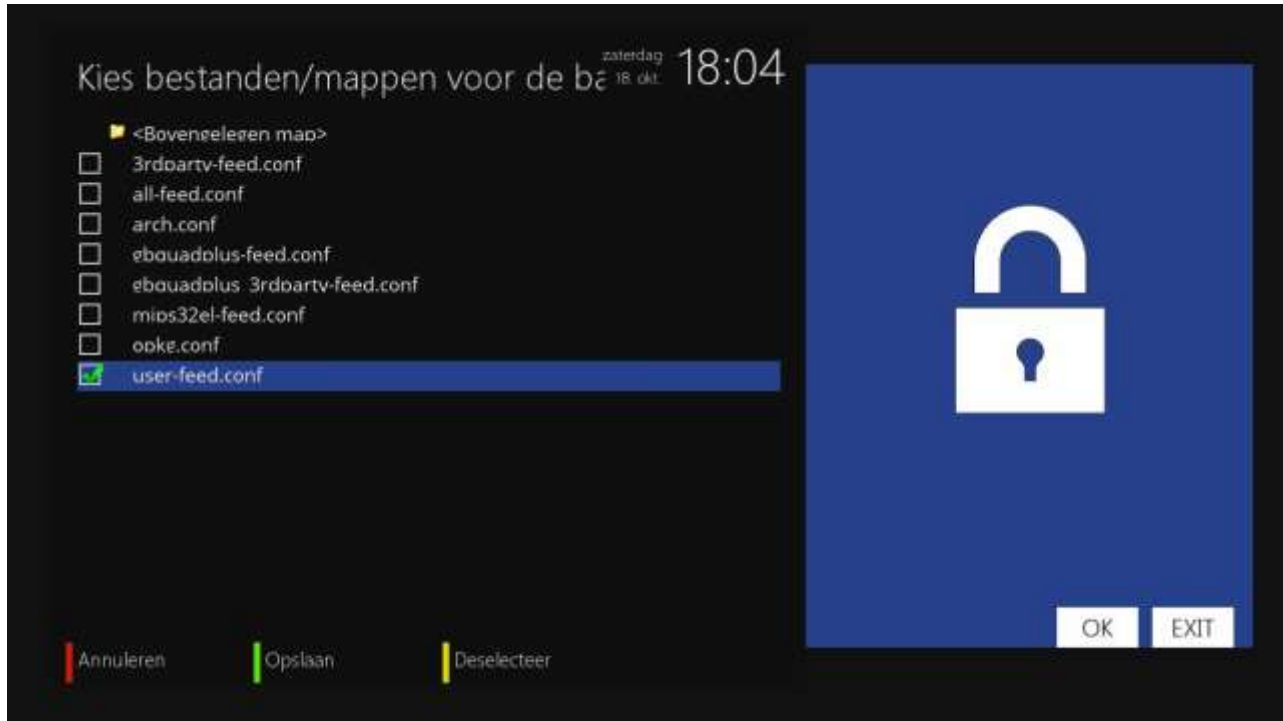 Kies bestanden/mappen voor de ba
zaterdag
18. okt.
18:04
<Bovengelegen map>
3rdparty-feed.conf
all-feed.conf
arch.conf
gbquadplus-feed.conf
gbquadplus_3rdparty-feed.conf
mips32el-feed.conf
opkg.conf
user-feed.conf
OK
EXIT
Annuleren
Opslaan
Deselecteer